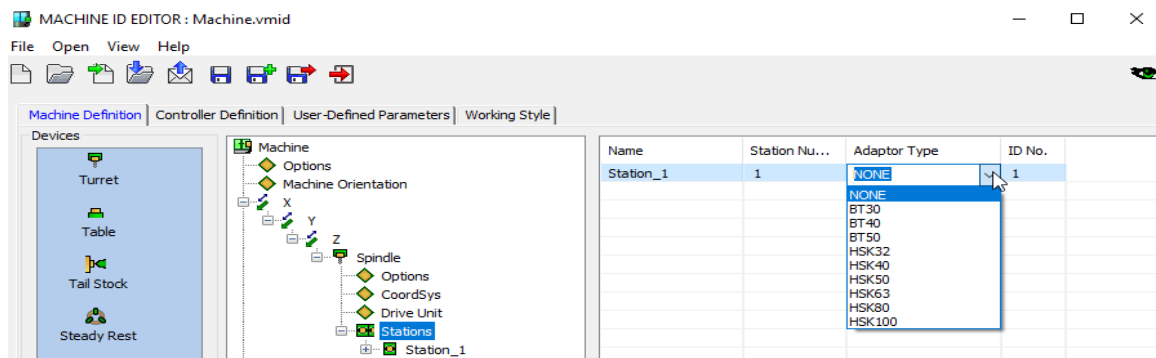 MACHINE ID EDITOR : Machine.vmid
File Open View Help
Machine Definition Controller Definition User-Defined Parameters Working Style
Devices
Turret
Table
Tail Stock
Steady Rest
Machine
Options
Machine Orientation
X
Y
Z
Spindle
Options
CoordSys
Drive Unit
Stations
Station_1
Name Station Nu... Adaptor Type ID No.
Station_1 1 NONE 1
NONE
BT30
BT40
BT50
HSK32
HSK40
HSK50
HSK63
HSK80
HSK100